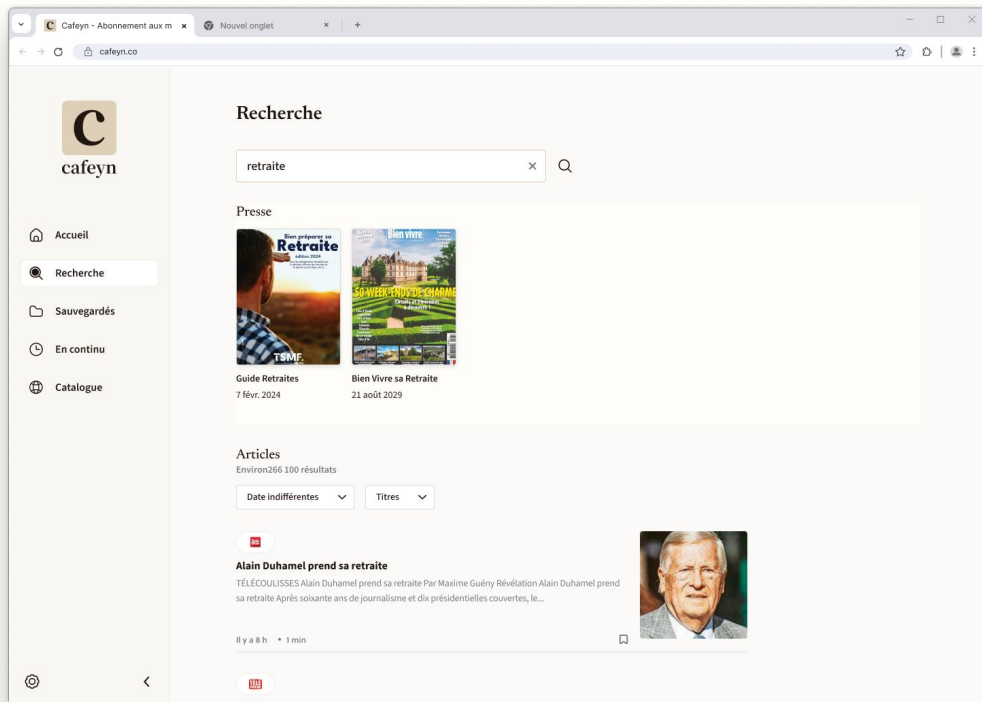 Cafeyn - Abonnement aux m
Nouvel onglet
cafeyn.co
C
cafeyn
Accueil
Recherche
Sauvegardés
En continu
Catalogue
Recherche
retraite
Presse
Bien préparer sa
Retraite
édition 2024
TSMF.
Bien vivre
50 WEEK-ENDS DE CHARME
Circuits et itinéraires
à découvrir !
Guide Retraites
7 févr. 2024
Bien Vivre sa Retraite
21 août 2029
Articles
Environ266 100 résultats
Date indifférentes
Titres
Alain Duhamel prend sa retraite
TÉLÉCOULISSES Alain Duhamel prend sa retraite Par Maxime Guény Révélation Alain Duhamel prend
sa retraite Après soixante ans de journalisme et dix présidentielles couvertes, le...
Il y a 8 h • 1 min